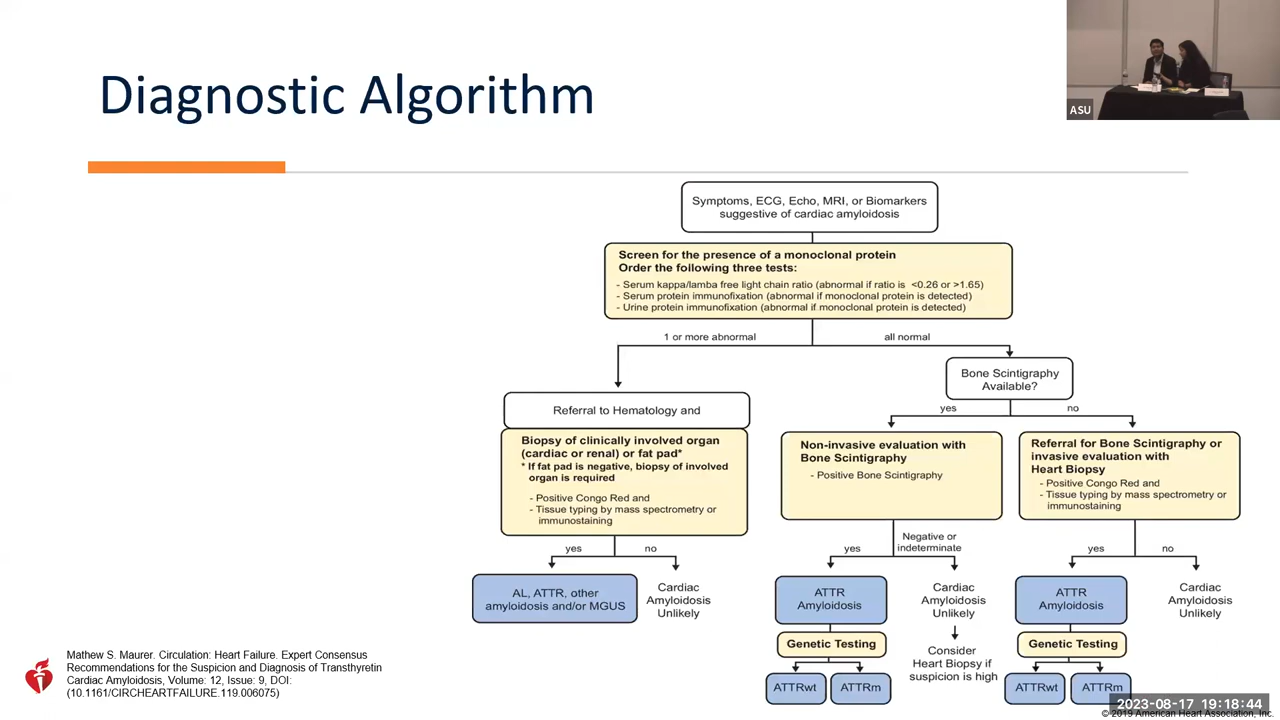 Diagnostic Algorithm
ASU
Symptoms, ECG, Echo, MRI, or Biomarkers
suggestive of cardiac amyloidosis
Screen for the presence of a monoclonal protein
Order the following three tests:
- Serum kappa/lamba free light chain ratio (abnormal if ratio is <0.26 or >1.65)
- Serum protein immunofixation (abnormal if monoclonal protein is detected)
- Urine protein immunofixation (abnormal if monoclonal protein is detected)
1 or more abnormal
all normal
Bone Scintigraphy
Available?
yes
no
Referral to Hematology and
Biopsy of clinically involved organ
(cardiac or renal) or fat pad*
* If fat pad is negative, biopsy of involved
organ is required
- Positive Congo Red and
- Tissue typing by mass spectrometry or
immunostaining
Non-invasive evaluation with
Bone Scintigraphy
- Positive Bone Scintigraphy
Referral for Bone Scintigraphy or
invasive evaluation with
Heart Biopsy
- Positive Congo Red and
- Tissue typing by mass spectrometry or
immunostaining
yes
no
yes
Negative or
indeterminate
yes
no
AL, ATTR, other
amyloidosis and/or MGUS
Cardiac
Amyloidosis
Unlikely
ATTR
Amyloidosis
Cardiac
Amyloidosis
Unlikely
ATTR
Amyloidosis
Cardiac
Amyloidosis
Unlikely
Genetic Testing
Consider
Heart Biopsy if
suspicion is high
Genetic Testing
ATTRwt
ATTRm
ATTRwt
ATTRm
Mathew S. Maurer. Circulation: Heart Failure. Expert Consensus
Recommendations for the Suspicion and Diagnosis of Transthyretin
Cardiac Amyloidosis, Volume: 12, Issue: 9, DOI:
(10.1161/CIRCHEARTFAILURE.119.006075)
2023-08-17 19:18:44
© 2019 American Heart Association, Inc.